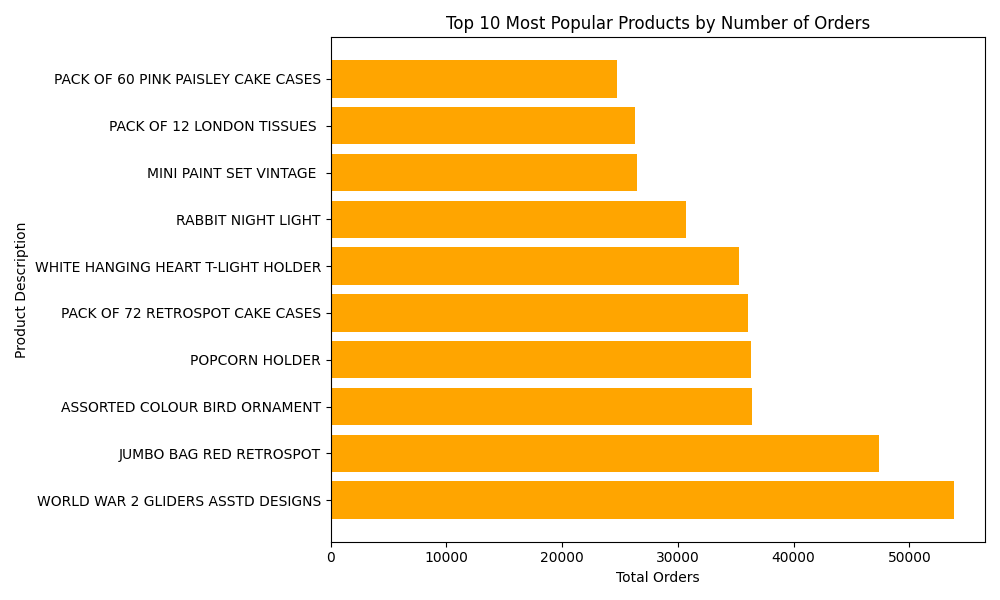 Top 10 Most Popular Products by Number of Orders
Product Description
PACK OF 60 PINK PAISLEY CAKE CASES
PACK OF 12 LONDON TISSUES
MINI PAINT SET VINTAGE
RABBIT NIGHT LIGHT
WHITE HANGING HEART T-LIGHT HOLDER
PACK OF 72 RETROSPOT CAKE CASES
POPCORN HOLDER
ASSORTED COLOUR BIRD ORNAMENT
JUMBO BAG RED RETROSPOT
WORLD WAR 2 GLIDERS ASSTD DESIGNS
0 10000 20000 30000 40000 50000
Total Orders